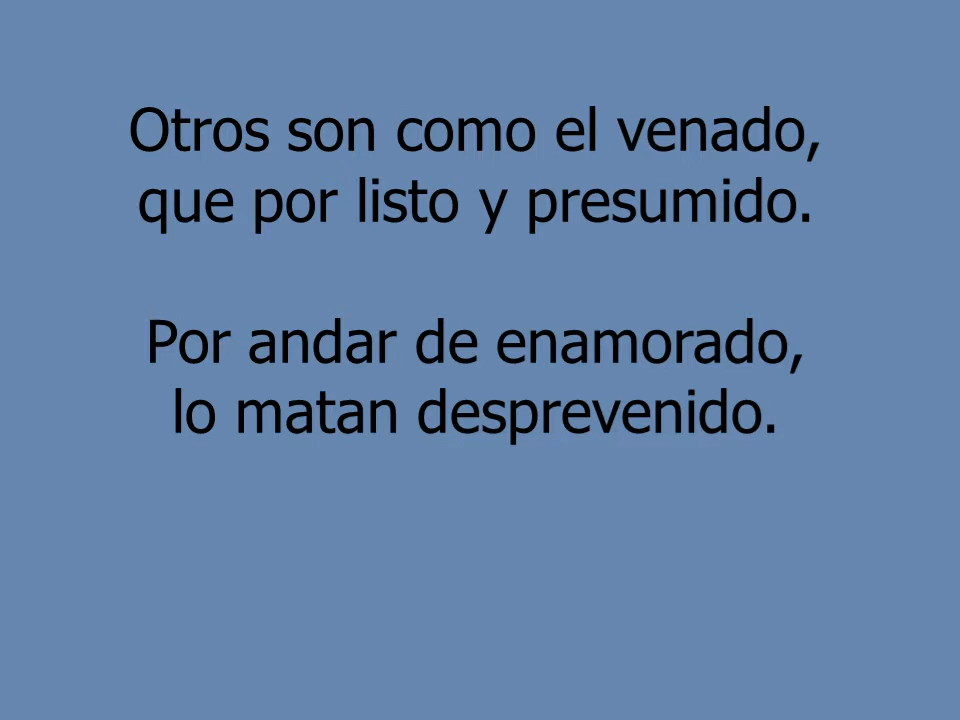 Otros son como el venado,
que por listo y presumido.
Por andar de enamorado,
lo matan desprevenido.